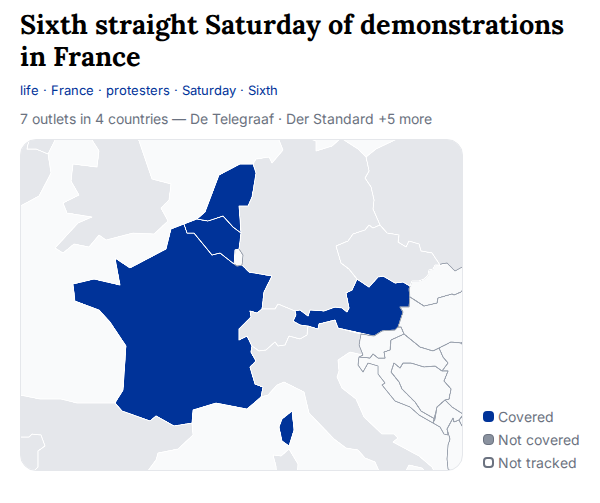 Sixth straight Saturday of demonstrations
in France
life · France · protesters · Saturday · Sixth
7 outlets in 4 countries — De Telegraaf · Der Standard +5 more
Covered
Not covered
Not tracked